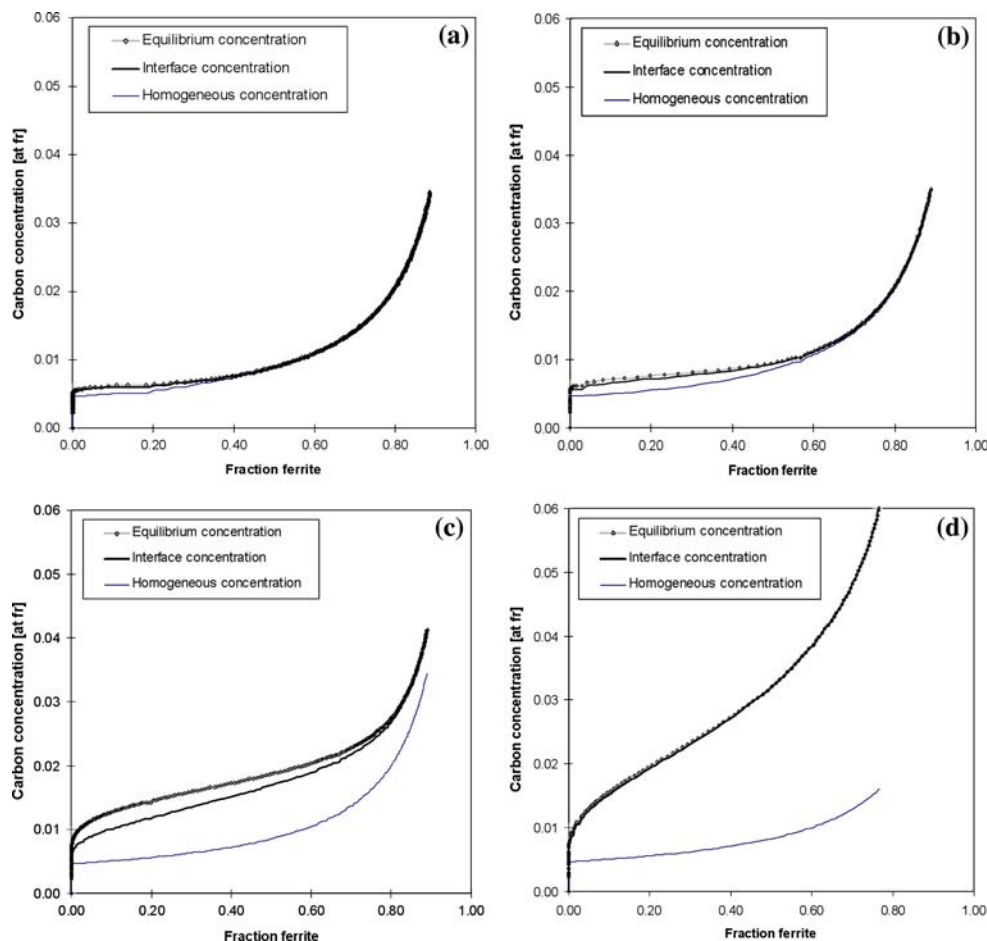 (a)
Equilibrium concentration
Interface concentration
Homogeneous concentration
Carbon concentration [at fr]
0.06
0.05
0.04
0.03
0.02
0.01
0.00
0.00 0.20 0.40 0.60 0.80 1.00
Fraction ferrite
(b)
Equilibrium concentration
Interface concentration
Homogeneous concentration
Carbon concentration [at fr]
0.06
0.05
0.04
0.03
0.02
0.01
0.00
0.00 0.20 0.40 0.60 0.80 1.00
Fraction ferrite
(c)
Equilibrium concentration
Interface concentration
Homogeneous concentration
Carbon concentration [at fr]
0.06
0.05
0.04
0.03
0.02
0.01
0.00
0.00 0.20 0.40 0.60 0.80 1.00
Fraction ferrite
(d)
Equilibrium concentration
Interface concentration
Homogeneous concentration
Carbon concentration [at fr]
0.06
0.05
0.04
0.03
0.02
0.01
0.00
0.00 0.20 0.40 0.60 0.80 1.00
Fraction ferrite